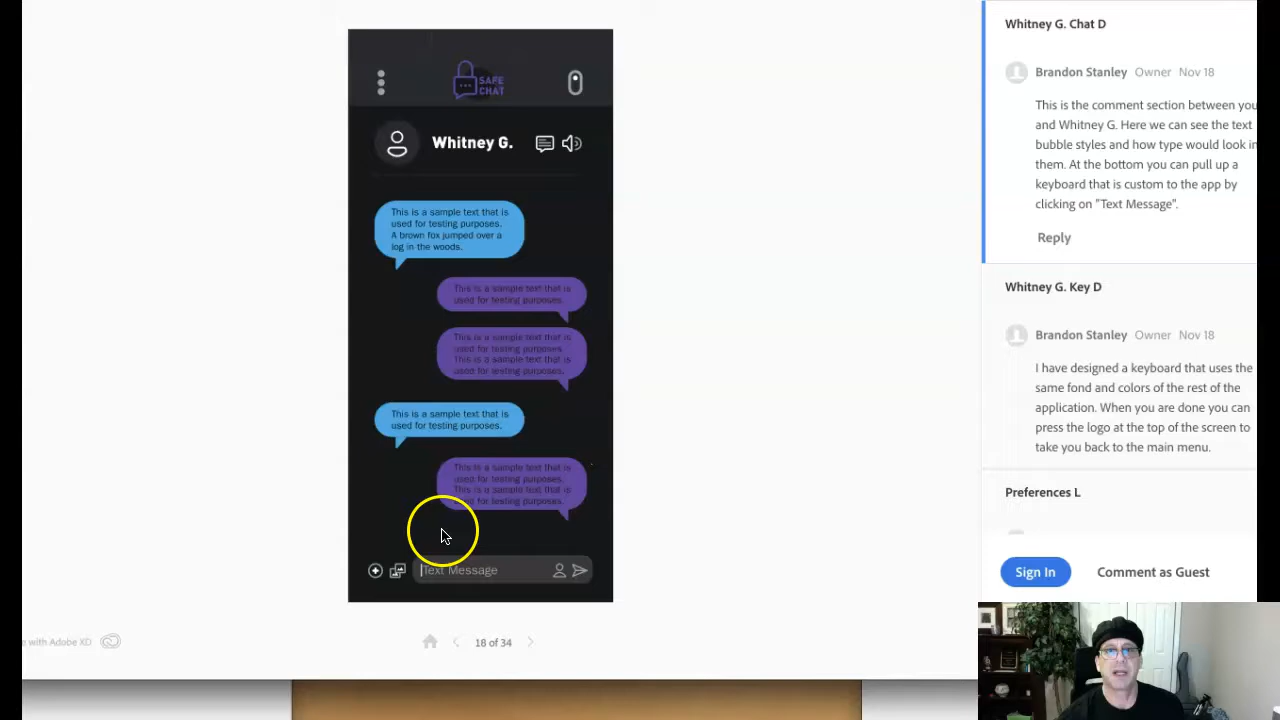 SAFE
CHAT
Whitney G.
This is a sample text that is
used for testing purposes.
A brown fox jumped over a
log in the woods.
This is a sample text that is
used for testing purposes.
This is a sample text that is
used for testing purposes.
This is a sample text that is
used for testing purposes.
This is a sample text that is
used for testing purposes.
This is a sample text that is
used for testing purposes.
This is a sample text that is
used for testing purposes.
Text Message
e with Adobe XD
18 of 34
Whitney G. Chat D
Brandon Stanley Owner Nov 18
This is the comment section between you
and Whitney G. Here we can see the text
bubble styles and how type would look in
them. At the bottom you can pull up a
keyboard that is custom to the app by
clicking on "Text Message".
Reply
Whitney G. Key D
Brandon Stanley Owner Nov 18
I have designed a keyboard that uses the
same fond and colors of the rest of the
application. When you are done you can
press the logo at the top of the screen to
take you back to the main menu.
Preferences L
Sign In
Comment as Guest